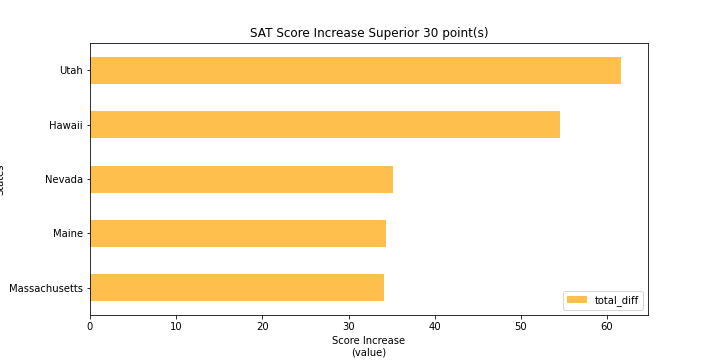 SAT Score Increase Superior 30 point(s)
Utah
Hawaii
Nevada
Maine
Massachusetts
total_diff
0 10 20 30 40 50 60
Score Increase
(value)